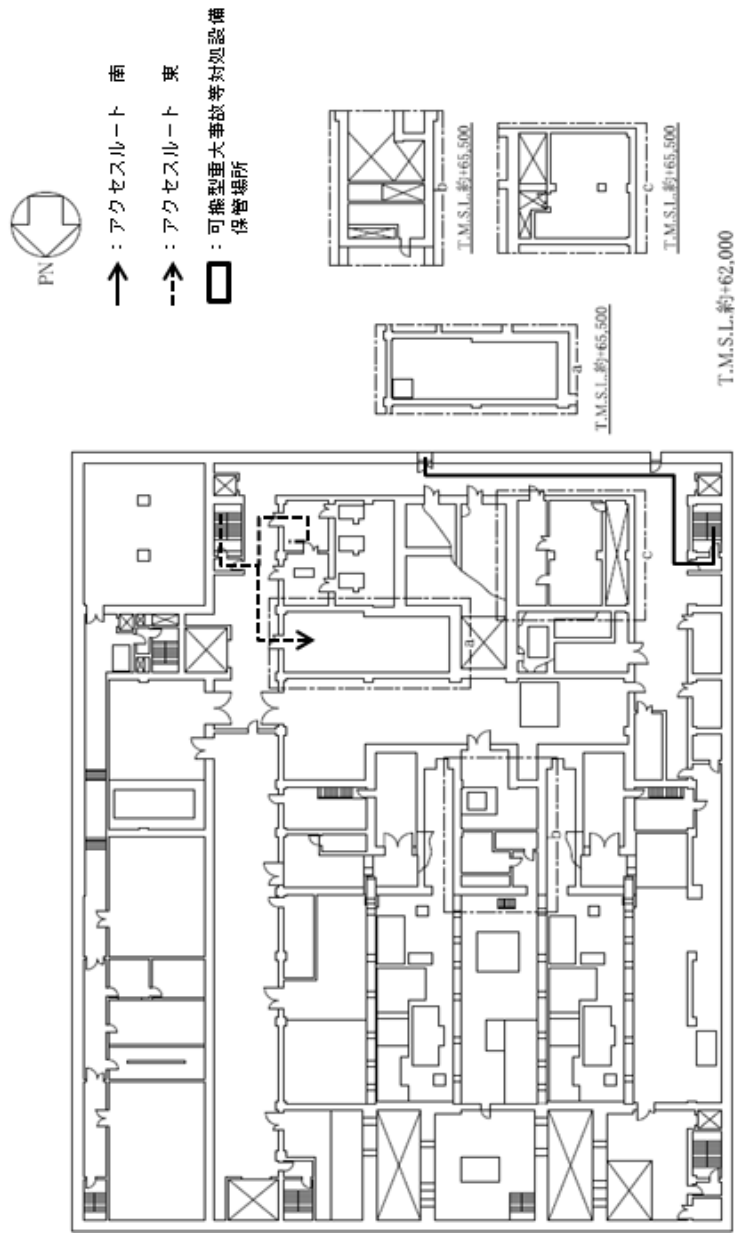 PN
：アクセスルート 南
：アクセスルート 東
：可搬型重大事故等対処設備
保管場所
b
T.M.S.L.約+65,500
c
T.M.S.L.約+65,500
a
T.M.S.L.約+65,500
T.M.S.L.約+62,000
a
b
c